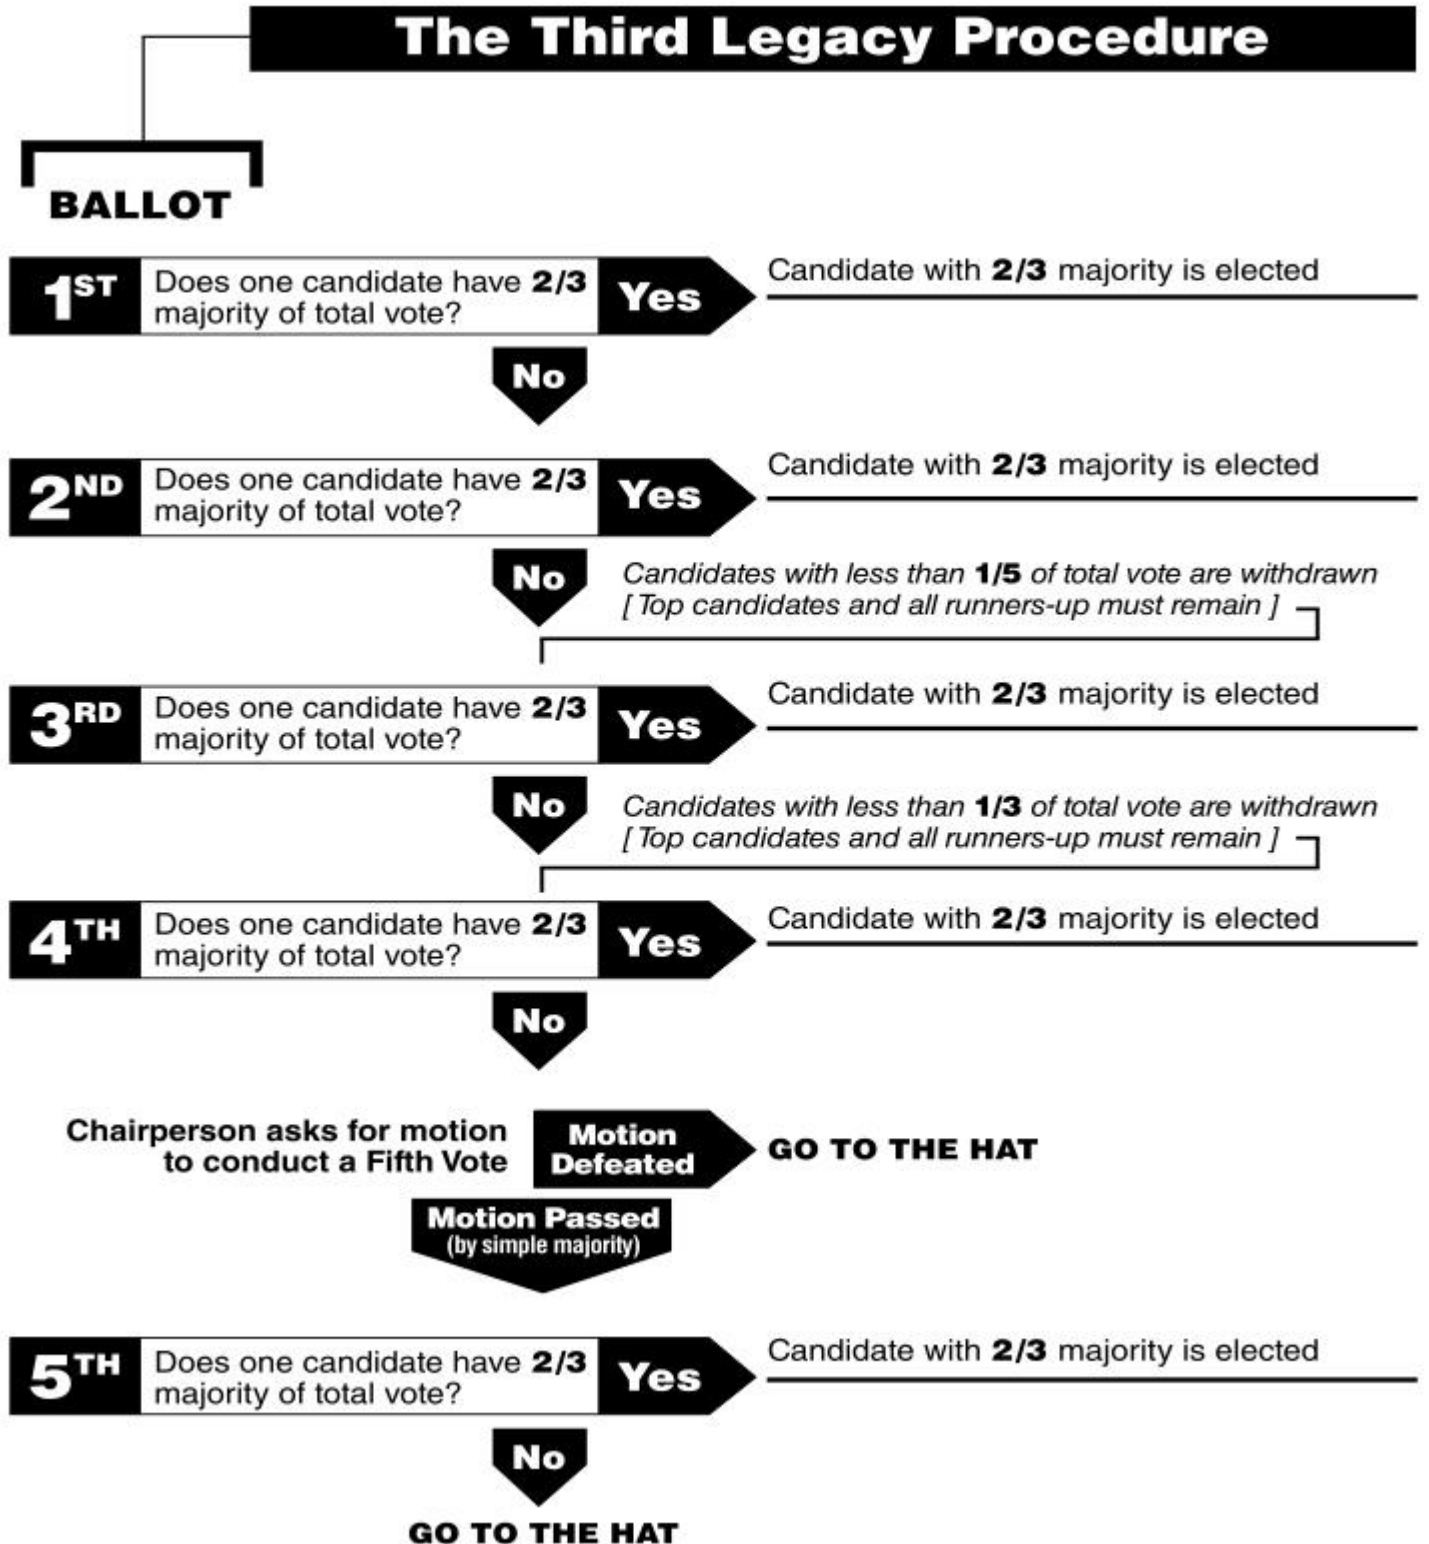 The Third Legacy Procedure
BALLOT
1ST
Does one candidate have 2/3
majority of total vote?
Yes
Candidate with 2/3 majority is elected
No
2ND
Does one candidate have 2/3
majority of total vote?
Yes
Candidate with 2/3 majority is elected
No
Candidates with less than 1/5 of total vote are withdrawn
[ Top candidates and all runners-up must remain ]
3RD
Does one candidate have 2/3
majority of total vote?
Yes
Candidate with 2/3 majority is elected
No
Candidates with less than 1/3 of total vote are withdrawn
[ Top candidates and all runners-up must remain ]
4TH
Does one candidate have 2/3
majority of total vote?
Yes
Candidate with 2/3 majority is elected
No
Chairperson asks for motion
to conduct a Fifth Vote
Motion
Defeated
GO TO THE HAT
Motion Passed
(by simple majority)
5TH
Does one candidate have 2/3
majority of total vote?
Yes
Candidate with 2/3 majority is elected
No
GO TO THE HAT